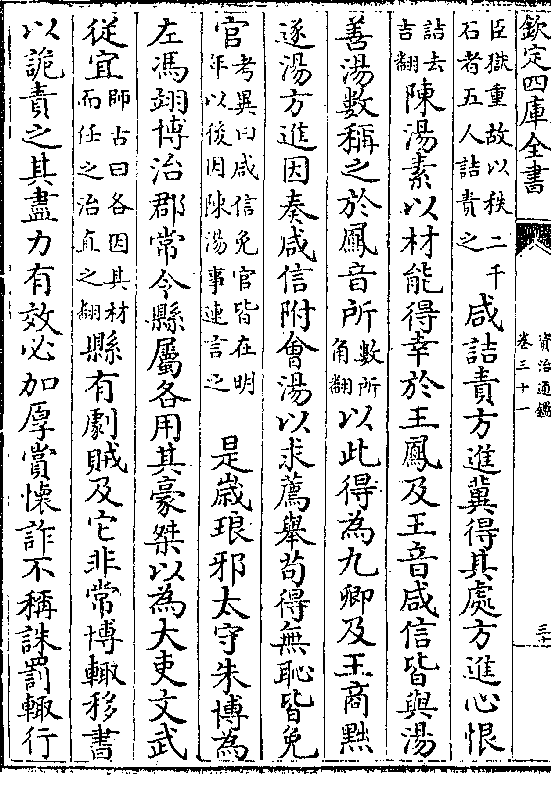 欽定四庫全書
資治通鑑
卷三十一
三十
臣獄重故以秩二千
石者五人詰責之
咸詰責方進冀得其處方進心恨
詰去
吉翻
陳湯素以材能得幸於王鳳及王音咸信皆與湯
善湯數稱之於鳳音所
數所
角翻
以此得為九卿及王商黜
逐湯方進因奏咸信附會湯以求薦舉苟得無恥皆免
官
考異曰咸信免官皆在明
年以後因陳湯事連言之
是歲琅邪太守朱博為
左馮翊博治郡常令縣屬各用其豪桀以為大吏文武
從宜
師古曰各因其材
而任之治直之翻
縣有劇賊及它非常博輒移書
以詭責之其盡力有效必加厚賞懷詐不稱誅罰輒行